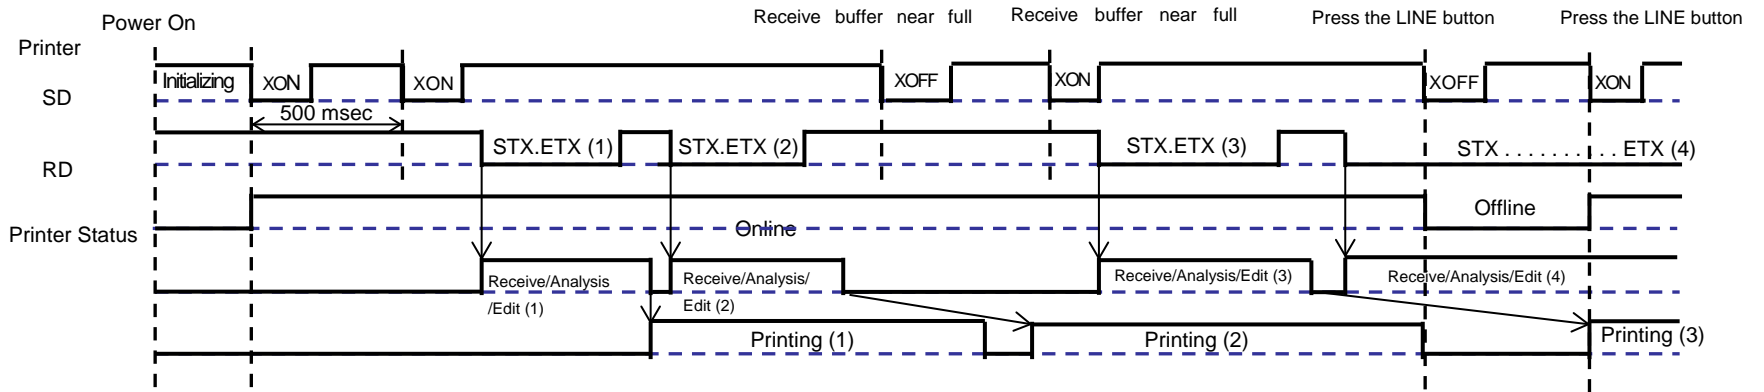 Power On
Receive buffer near full
Receive buffer near full
Press the LINE button
Press the LINE button
Printer
Initializing
XON
XON
XOFF
XON
XOFF
XON
SD
500 msec
STX.ETX (1)
STX.ETX (2)
STX.ETX (3)
STX . . . . . . . . . . ETX (4)
RD
Offline
Printer Status
Online
Receive/Analysis
/Edit (1)
Receive/Analysis/
Edit (2)
Receive/Analysis/Edit (3)
Receive/Analysis/Edit (4)
Printing (1)
Printing (2)
Printing (3)